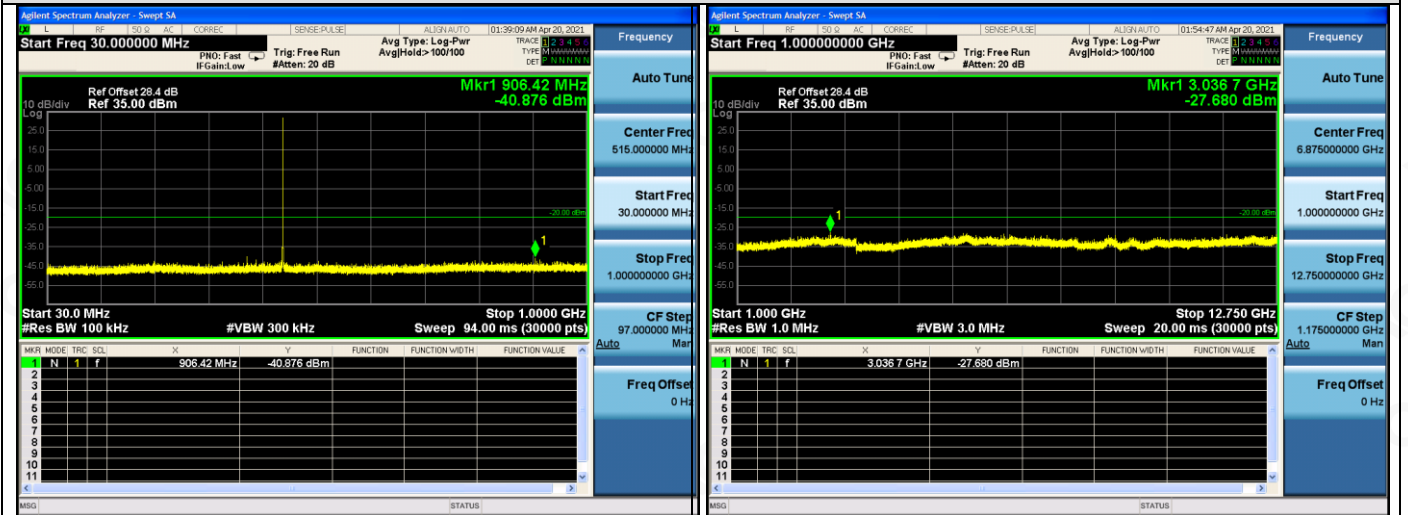 Agilent Spectrum Analyzer - Swept SA
L RF 50 Ω AC CORREC SENSE:PULSE ALIGN AUTO 01:39:09 AM Apr 20, 2021
Start Freq 30.000000 MHz
PNO: Fast
IFGain:Low
Trig: Free Run
#Atten: 20 dB
Avg Type: Log-Pwr
Avg|Hold:> 100/100
TRACE 1 2 3 4 5 6
TYPE M
DET P N N N N N
Mkr1 906.42 MHz
-40.876 dBm
Ref Offset 28.4 dB
10 dB/div Ref 35.00 dBm
Log
25.0
15.0
5.00
-5.00
-15.0
-20.00 dBm
-25.0
-35.0
1
-45.0
-55.0
Start 30.0 MHz Stop 1.0000 GHz
#Res BW 100 kHz #VBW 300 kHz Sweep 94.00 ms (30000 pts)
MKR MODE TRC SCL X Y FUNCTION FUNCTION WIDTH FUNCTION VALUE
1 N 1 f 906.42 MHz -40.876 dBm
2
3
4
5
6
7
8
9
10
11
MSG STATUS
Frequency
Auto Tune
Center Freq
515.000000 MHz
Start Freq
30.000000 MHz
Stop Freq
1.000000000 GHz
CF Step
97.000000 MHz
Auto Man
Freq Offset
0 Hz
Agilent Spectrum Analyzer - Swept SA
L RF 50 Ω AC CORREC SENSE:PULSE ALIGN AUTO 01:54:47 AM Apr 20, 2021
Start Freq 1.000000000 GHz
PNO: Fast
IFGain:Low
Trig: Free Run
#Atten: 20 dB
Avg Type: Log-Pwr
Avg|Hold:> 100/100
TRACE 1 2 3 4 5 6
TYPE M
DET P N N N N N
Mkr1 3.036 7 GHz
-27.680 dBm
Ref Offset 28.4 dB
10 dB/div Ref 35.00 dBm
Log
25.0
15.0
5.00
-5.00
-15.0
1
-20.00 dBm
-25.0
-35.0
-45.0
-55.0
Start 1.000 GHz Stop 12.750 GHz
#Res BW 1.0 MHz #VBW 3.0 MHz Sweep 20.00 ms (30000 pts)
MKR MODE TRC SCL X Y FUNCTION FUNCTION WIDTH FUNCTION VALUE
1 N 1 f 3.036 7 GHz -27.680 dBm
2
3
4
5
6
7
8
9
10
11
MSG STATUS
Frequency
Auto Tune
Center Freq
6.875000000 GHz
Start Freq
1.000000000 GHz
Stop Freq
12.750000000 GHz
CF Step
1.175000000 GHz
Auto Man
Freq Offset
0 Hz